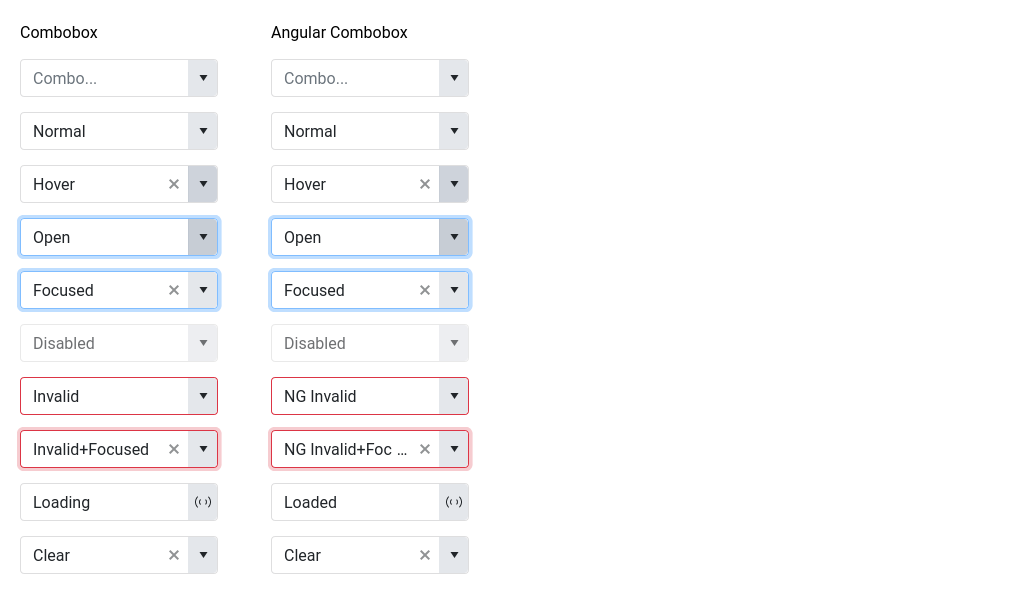 Combobox Angular Combobox
Combo... Combo...
Normal Normal
Hover Hover
Open Open
Focused Focused
Disabled Disabled
Invalid NG Invalid
Invalid+Focused NG Invalid+Foc ...
Loading Loaded
Clear Clear